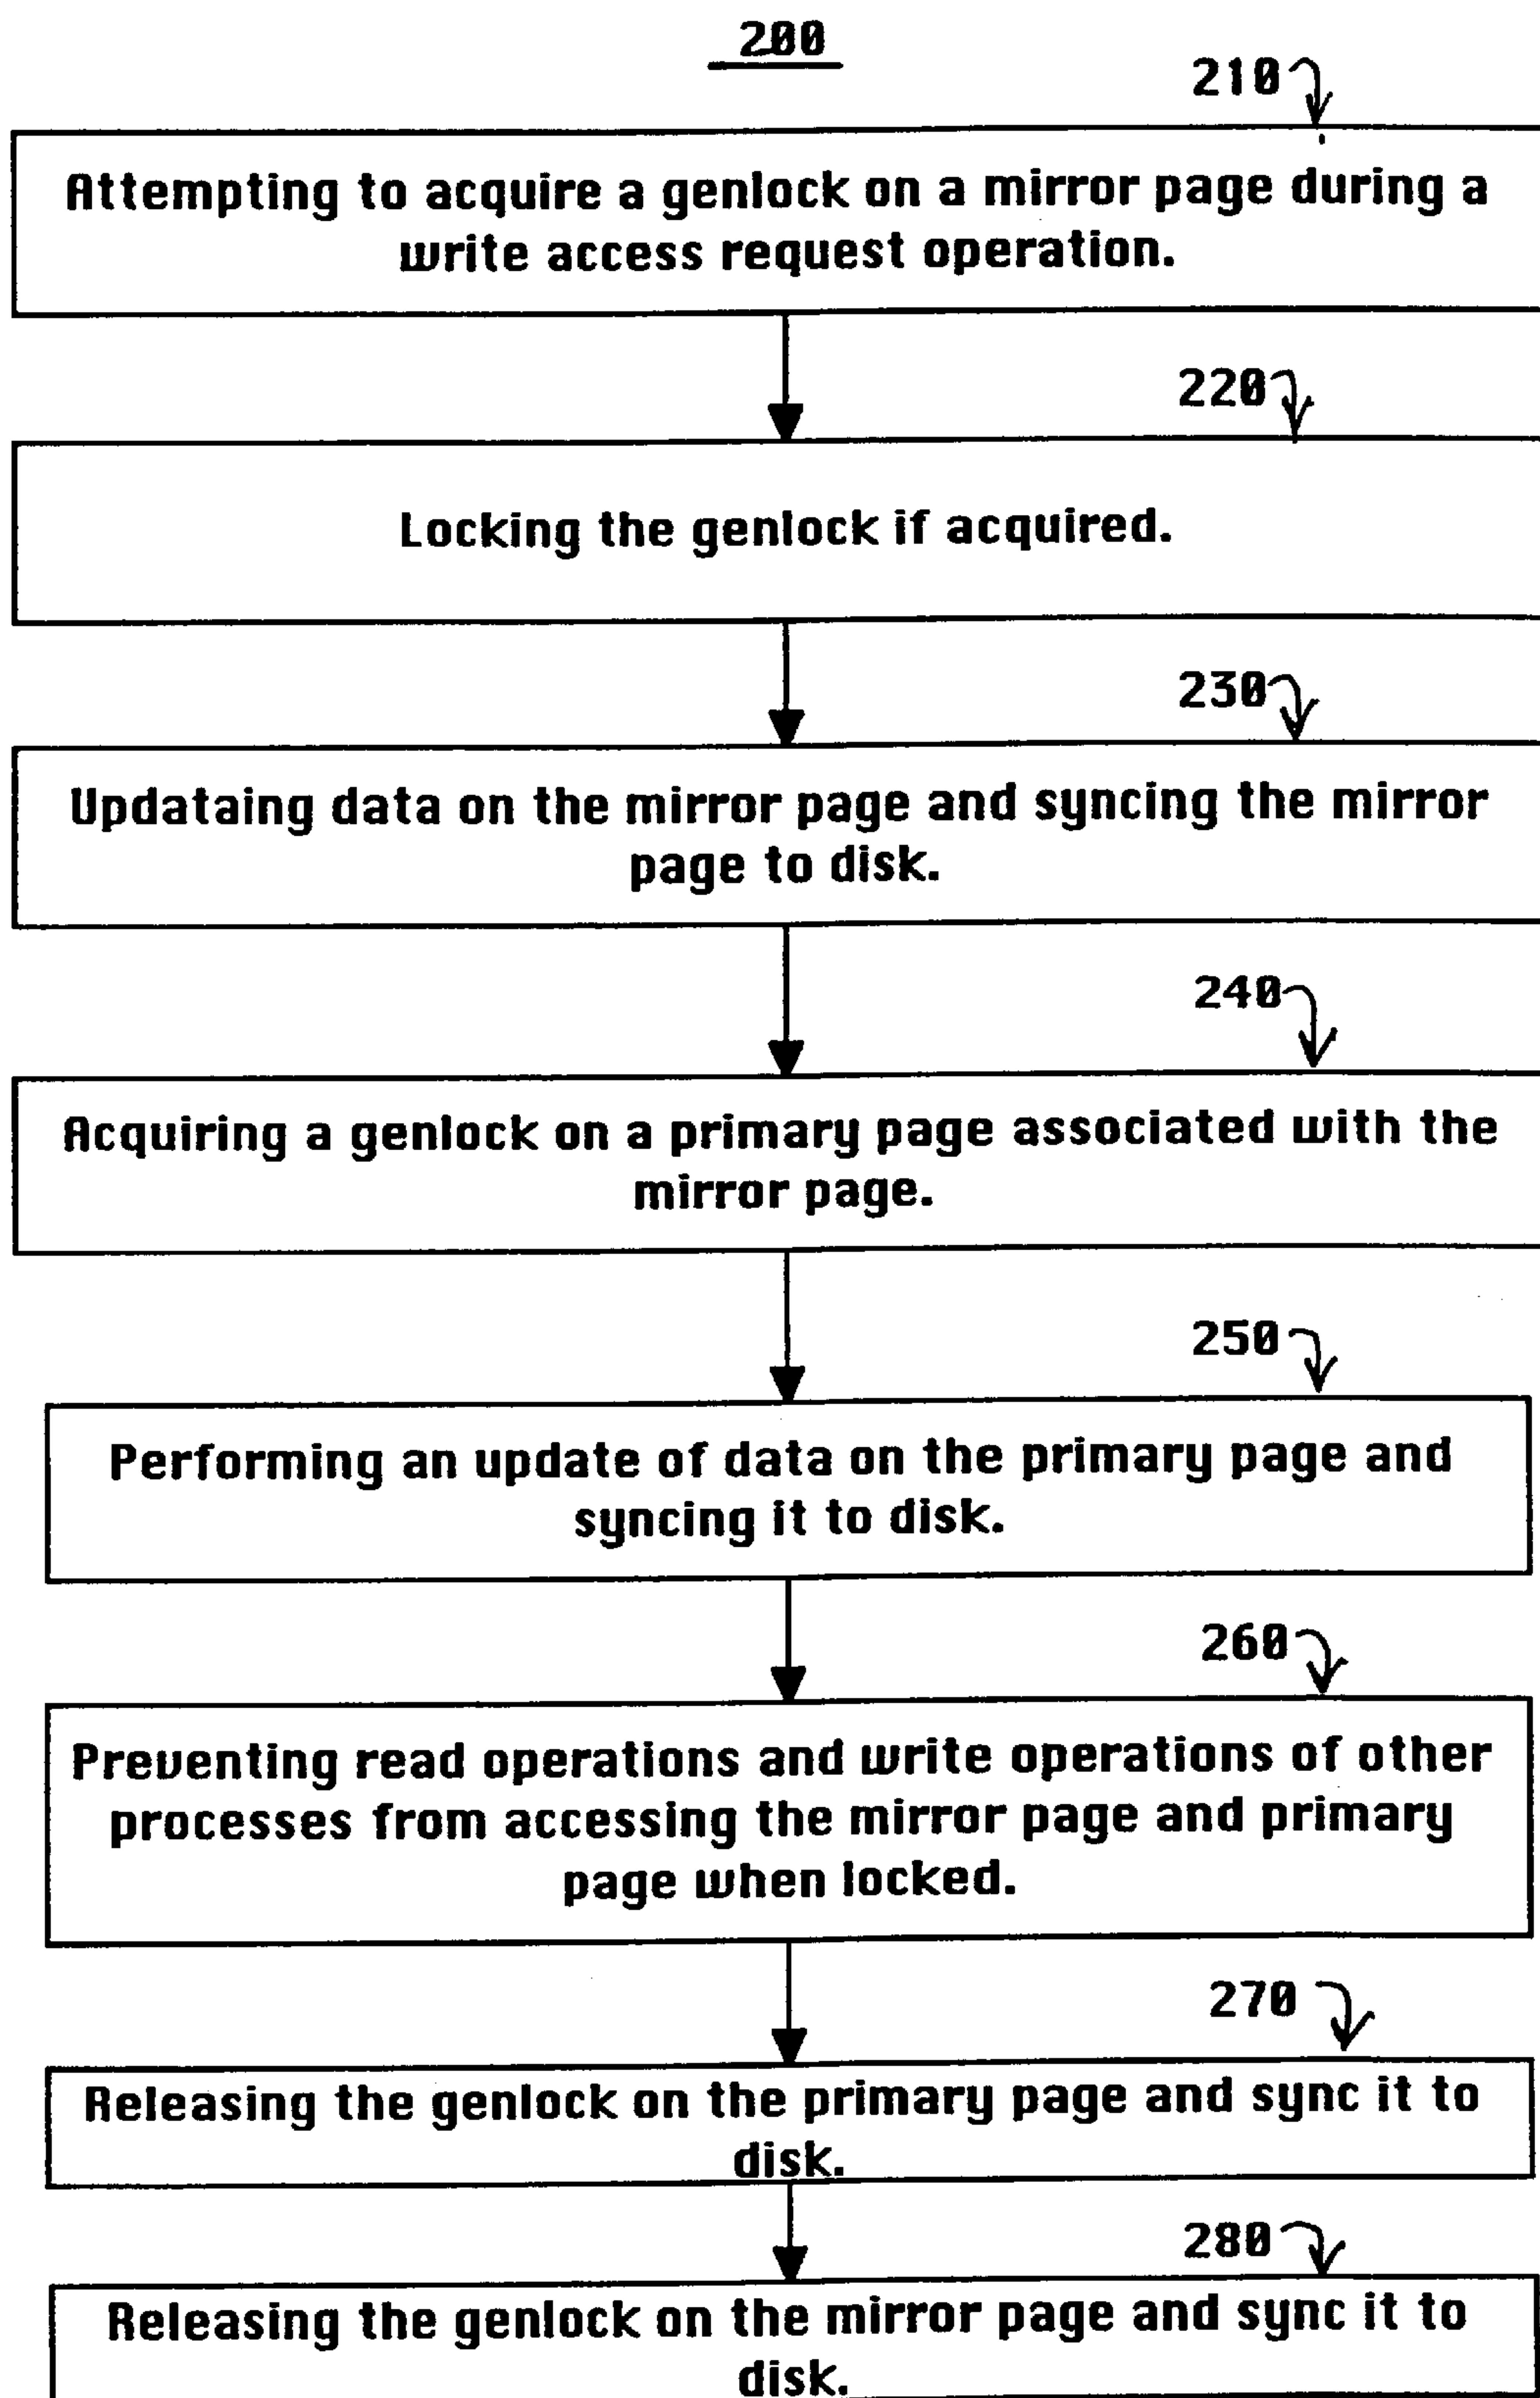 200
210
Attempting to acquire a genlock on a mirror page during a
write access request operation.
220
Locking the genlock if acquired.
230
Updataing data on the mirror page and syncing the mirror
page to disk.
240
Acquiring a genlock on a primary page associated with the
mirror page.
250
Performing an update of data on the primary page and
syncing it to disk.
260
Preventing read operations and write operations of other
processes from accessing the mirror page and primary
page when locked.
270
Releasing the genlock on the primary page and sync it to
disk.
280
Releasing the genlock on the mirror page and sync it to
disk.